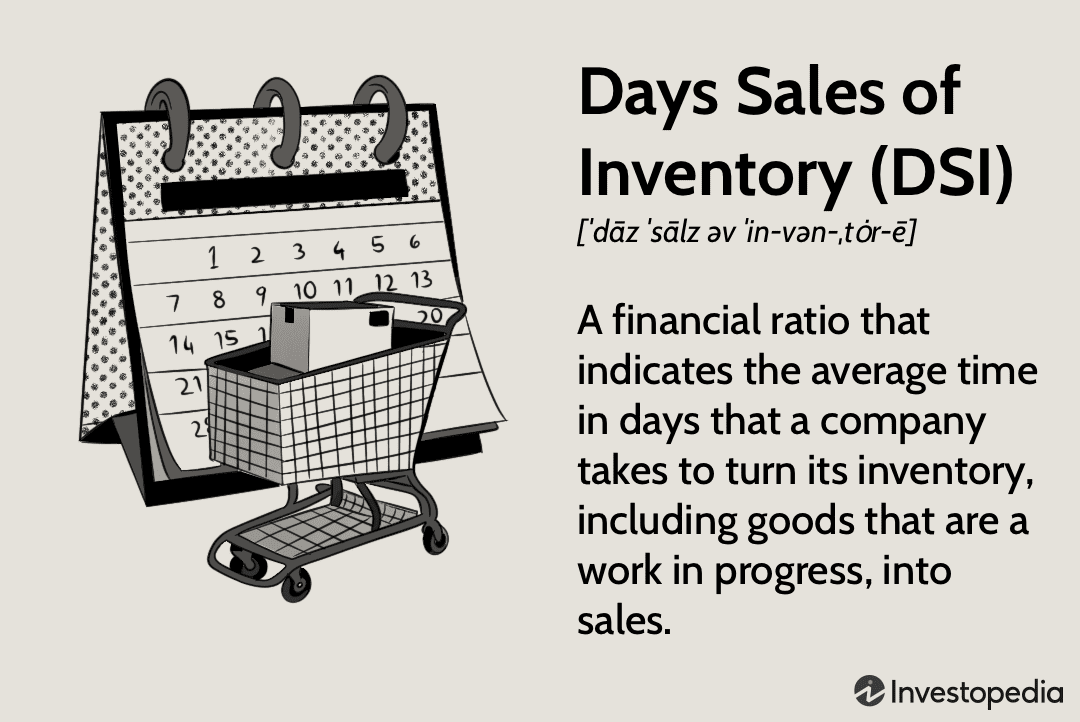 Days Sales of
Inventory (DSI)
[ˈdāz ˈsālz əv ˈin-vən-ˌtȯr-ē]
A financial ratio that
indicates the average time
in days that a company
takes to turn its inventory,
including goods that are a
work in progress, into
sales.
1 2 3 4 5 6
7 8 9 10 11 12 13
14 15 20
21
Investopedia